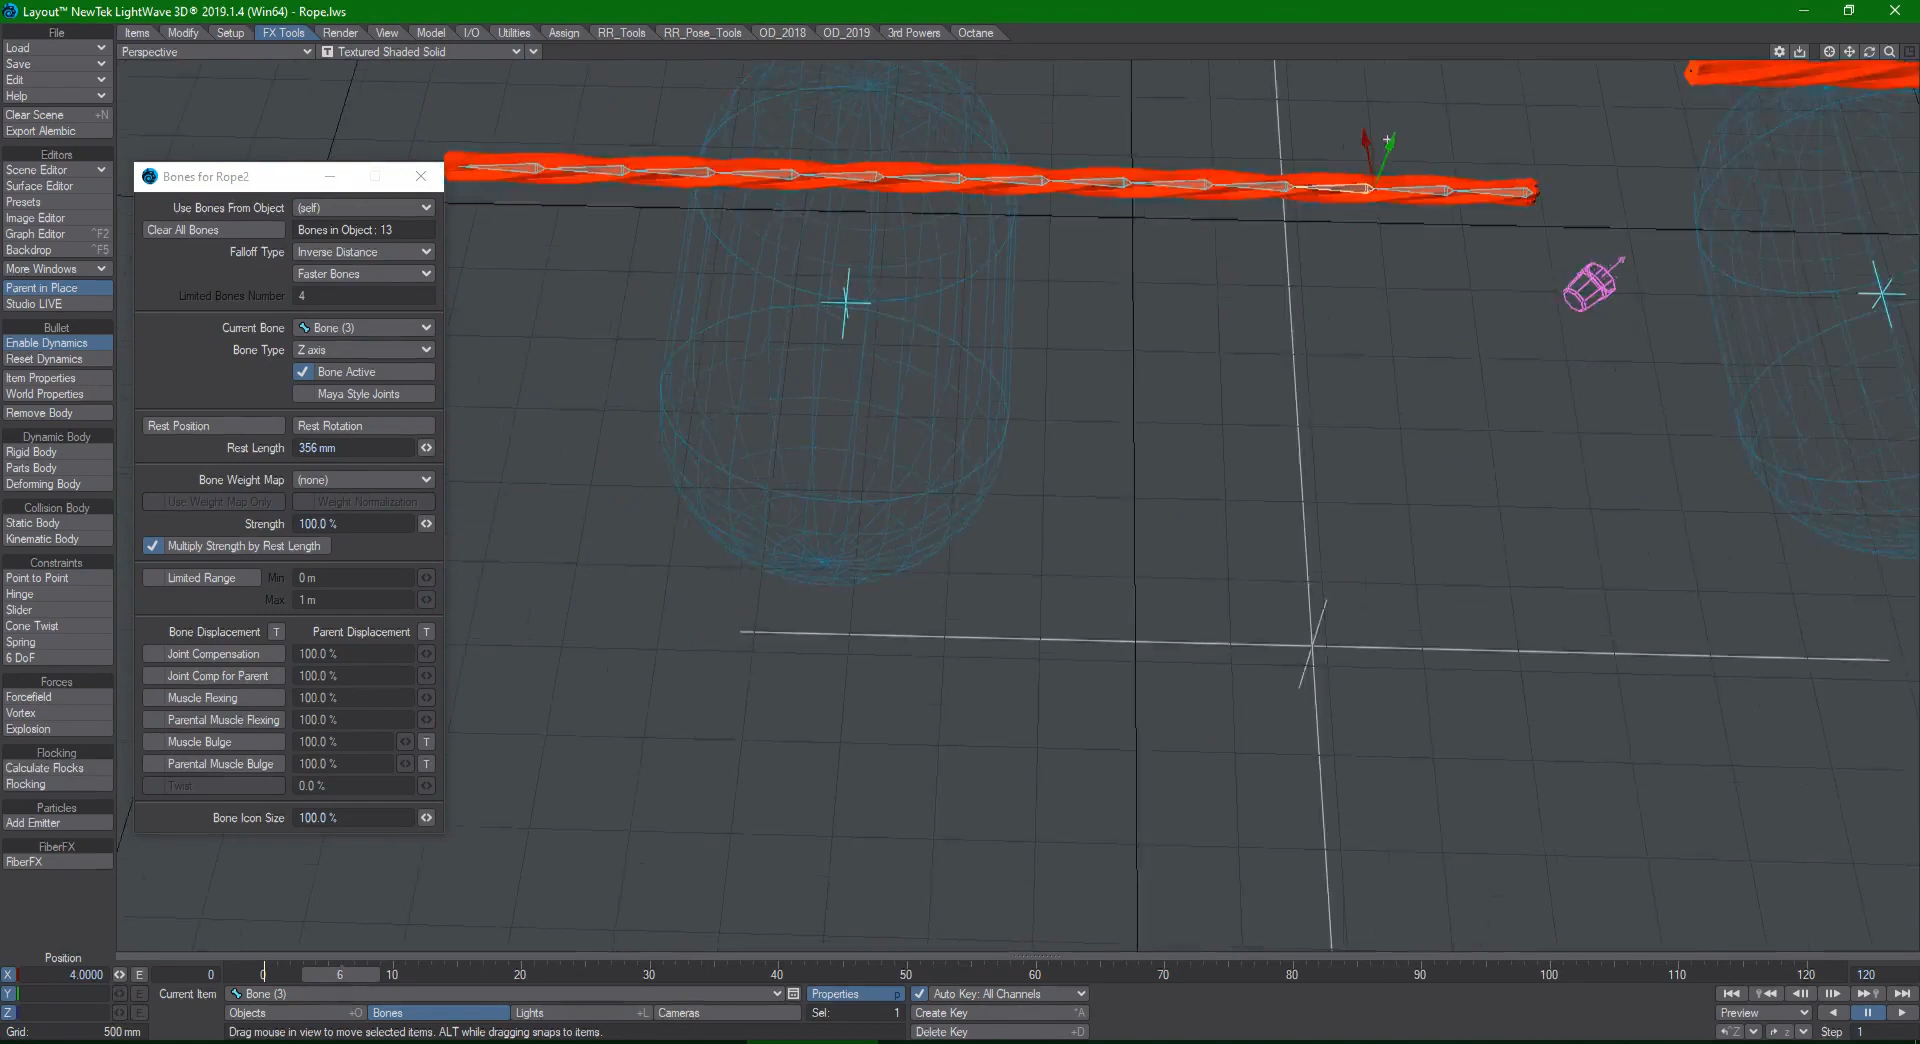 Layout™ NewTek LightWave 3D® 2019.1.4 (Win64) - Rope.lws
File
Items
Modify
Setup
FX Tools
Render
View
Model
I/O
Utilities
Assign
RR_Tools
RR_Pose_Tools
OD_2018
OD_2019
3rd Powers
Octane
Load
Perspective
T Textured Shaded Solid
Save
Edit
Help
Clear Scene +N
Export Alembic
Editors
Scene Editor
Surface Editor
Presets
Image Editor
Graph Editor ^F2
Backdrop ^F5
More Windows
Parent in Place
Studio LIVE
Bullet
Enable Dynamics
Reset Dynamics
Item Properties
World Properties
Remove Body
Dynamic Body
Rigid Body
Parts Body
Deforming Body
Collision Body
Static Body
Kinematic Body
Constraints
Point to Point
Hinge
Slider
Cone Twist
Spring
6 DoF
Forces
Forcefield
Vortex
Explosion
Flocking
Calculate Flocks
Flocking
Particles
Add Emitter
FiberFX
FiberFX
Bones for Rope2
Use Bones From Object (self)
Clear All Bones Bones in Object : 13
Falloff Type Inverse Distance
Faster Bones
Limited Bones Number 4
Current Bone Bone (3)
Bone Type Z axis
Bone Active
Maya Style Joints
Rest Position Rest Rotation
Rest Length 356 mm
Bone Weight Map (none)
Use Weight Map Only Weight Normalization
Strength 100.0 %
Multiply Strength by Rest Length
Limited Range Min 0 m
Max 1 m
Bone Displacement T Parent Displacement T
Joint Compensation 100.0 %
Joint Comp for Parent 100.0 %
Muscle Flexing 100.0 %
Parental Muscle Flexing 100.0 %
Muscle Bulge 100.0 % T
Parental Muscle Bulge 100.0 % T
Twist 0.0 %
Bone Icon Size 100.0 %
Position
X 4.0000 E 0 0 6 10 20 30 40 50 60 70 80 90 100 110 120 120
Y E Current Item Bone (3) Properties p Auto Key: All Channels
Z E Objects +O Bones Lights +L Cameras Sel: 1 Create Key ^A Preview
Grid: 500 mm Drag mouse in view to move selected items. ALT while dragging snaps to items. Delete Key +D ^Z z Step 1